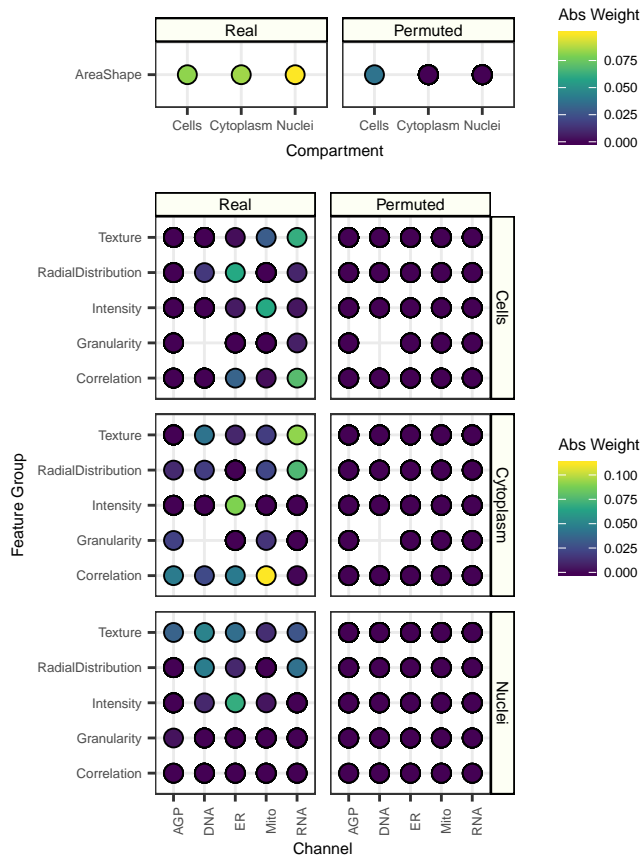 Abs Weight
Real Permuted
AreaShape
0.075
0.050
0.025
0.000
Cells Cytoplasm Nuclei Cells Cytoplasm Nuclei
Compartment
Real Permuted
Texture
RadialDistribution
Intensity
Granularity
Correlation
Cells
Texture
RadialDistribution
Intensity
Granularity
Correlation
Cytoplasm
Feature Group
Abs Weight
0.100
0.075
0.050
0.025
0.000
Texture
RadialDistribution
Intensity
Granularity
Correlation
Nuclei
AGP DNA ER Mito RNA AGP DNA ER Mito RNA
Channel